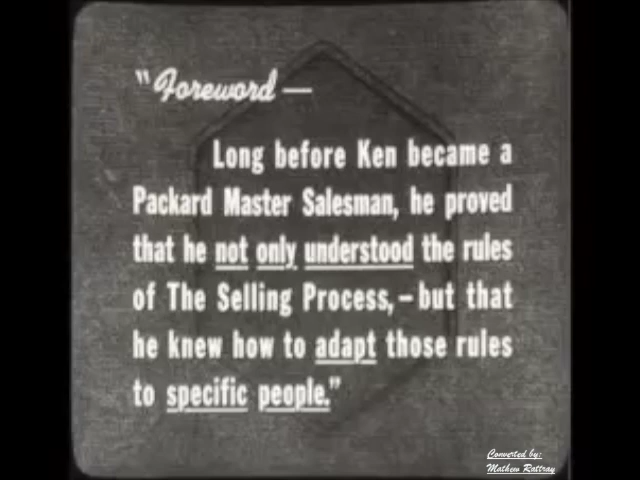 "Foreword —
Long before Ken became a
Packard Master Salesman, he proved
that he not only understood the rules
of The Selling Process, – but that
he knew how to adapt those rules
to specific people."
Converted by:
Mathew Rattray